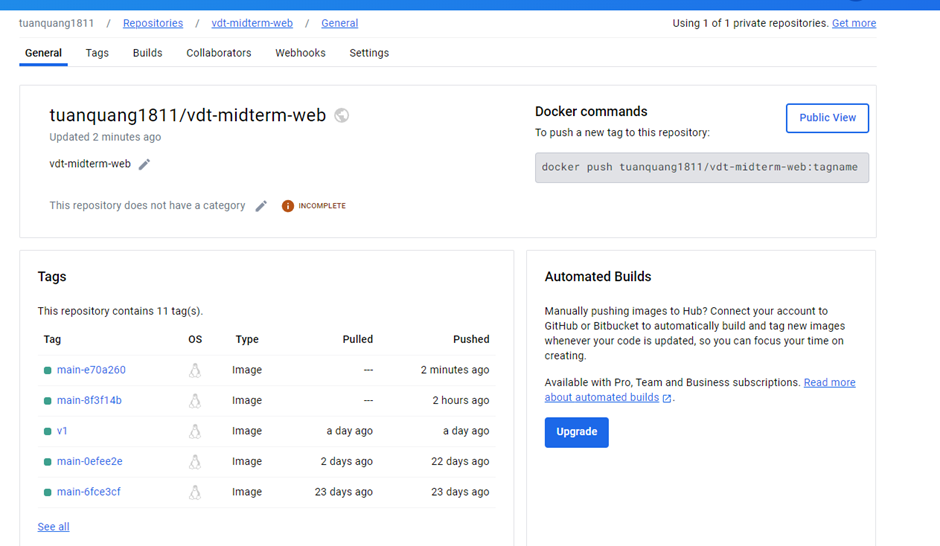 tuanquang1811 / Repositories / vdt-midterm-web / General
Using 1 of 1 private repositories. Get more
General Tags Builds Collaborators Webhooks Settings
tuanquang1811/vdt-midterm-web
Updated 2 minutes ago
vdt-midterm-web
This repository does not have a category INCOMPLETE
Docker commands
Public View
To push a new tag to this repository:
docker push tuanquang1811/vdt-midterm-web:tagname
Tags
This repository contains 11 tag(s).
Tag OS Type Pulled Pushed
main-e70a260 Image --- 2 minutes ago
main-8f3f14b Image --- 2 hours ago
v1 Image a day ago a day ago
main-0efee2e Image 2 days ago 22 days ago
main-6fce3cf Image 23 days ago 23 days ago
See all
Automated Builds
Manually pushing images to Hub? Connect your account to
GitHub or Bitbucket to automatically build and tag new images
whenever your code is updated, so you can focus your time on
creating.
Available with Pro, Team and Business subscriptions. Read more
about automated builds.
Upgrade